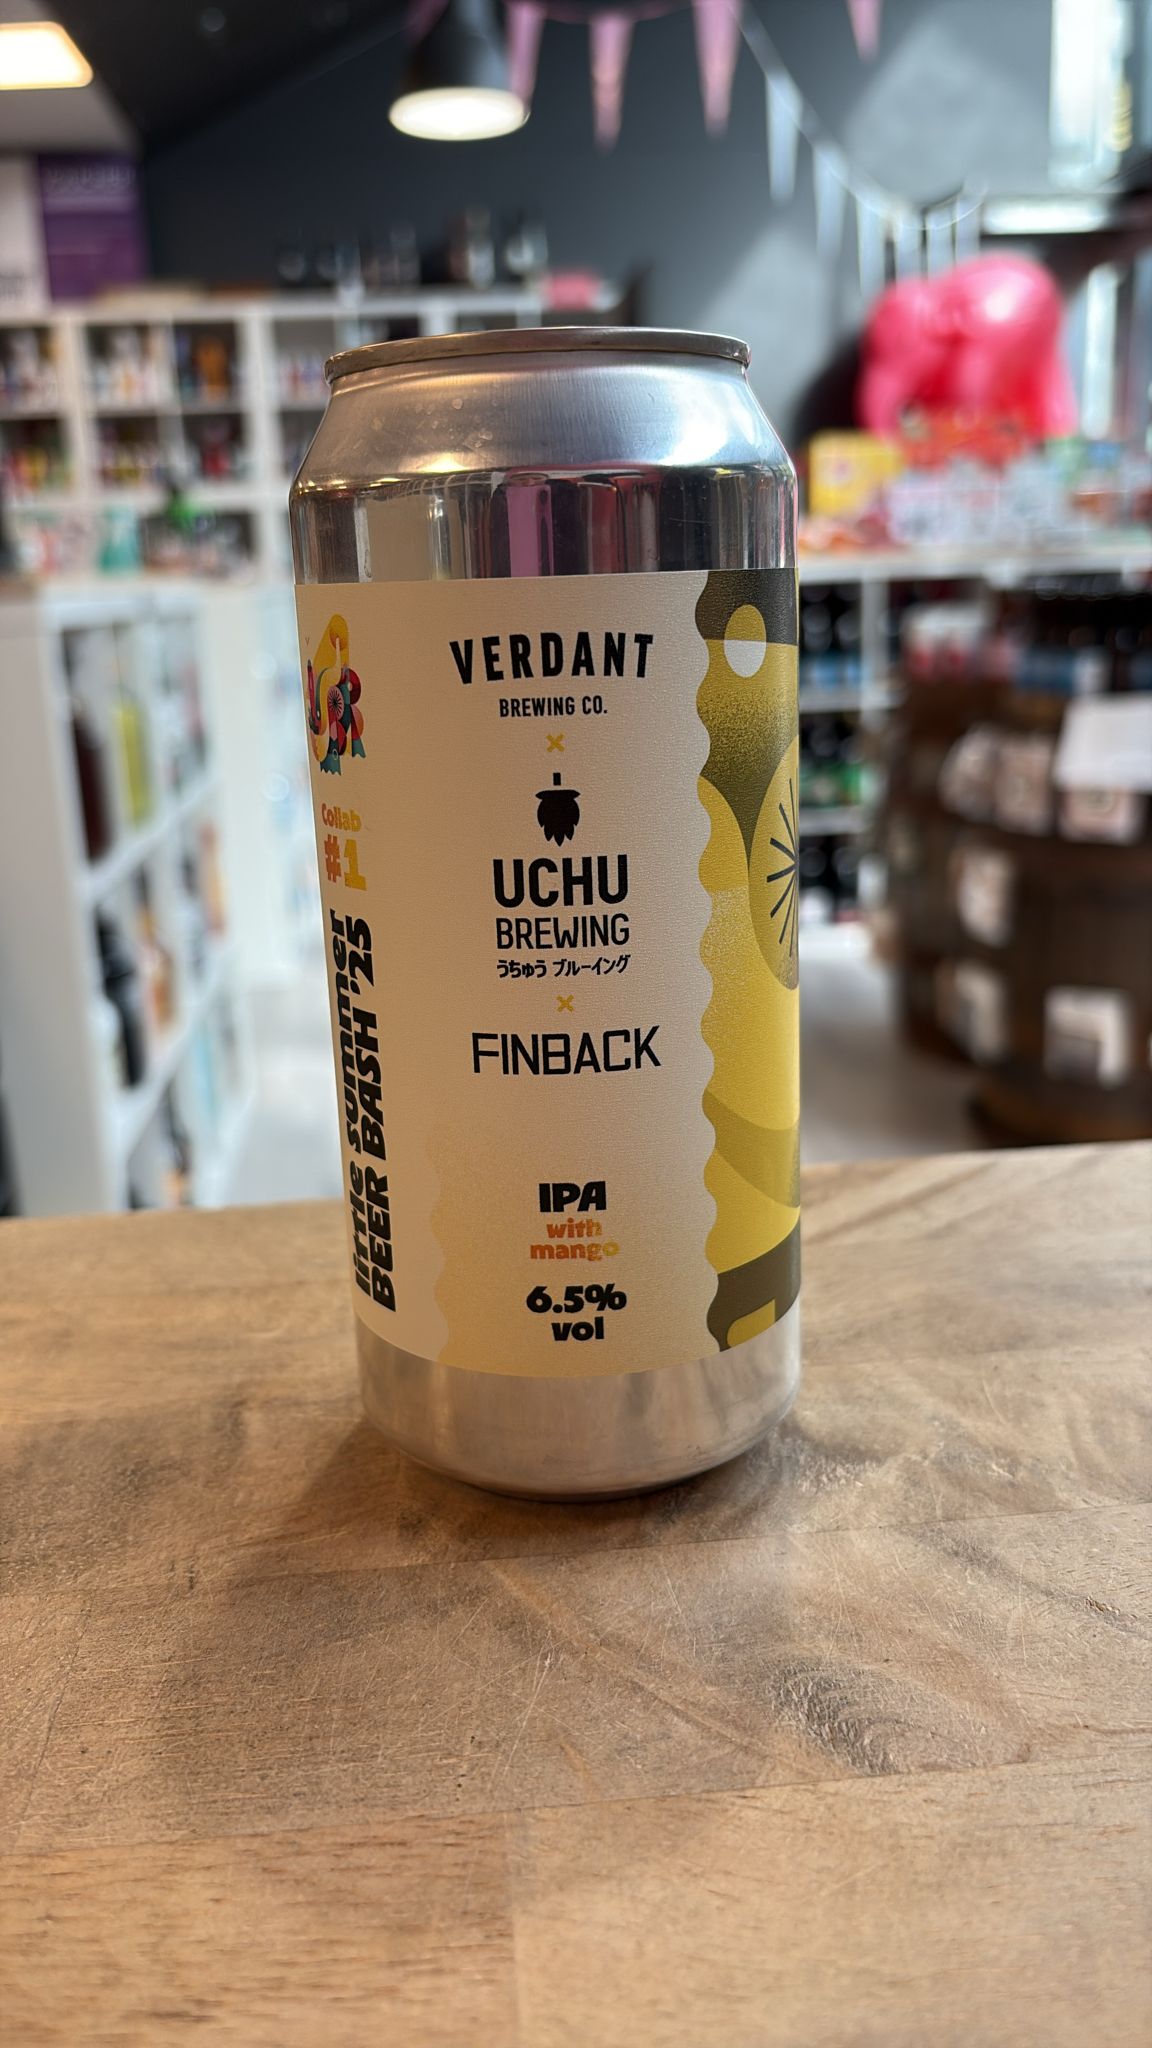 VERDANT
BREWING CO.
x
UCHU
BREWING
うちゅう ブルーイング
x
FINBACK
IPA
with
mango
6.5%
vol
Collab
#1
little summer
BEER BASH '25